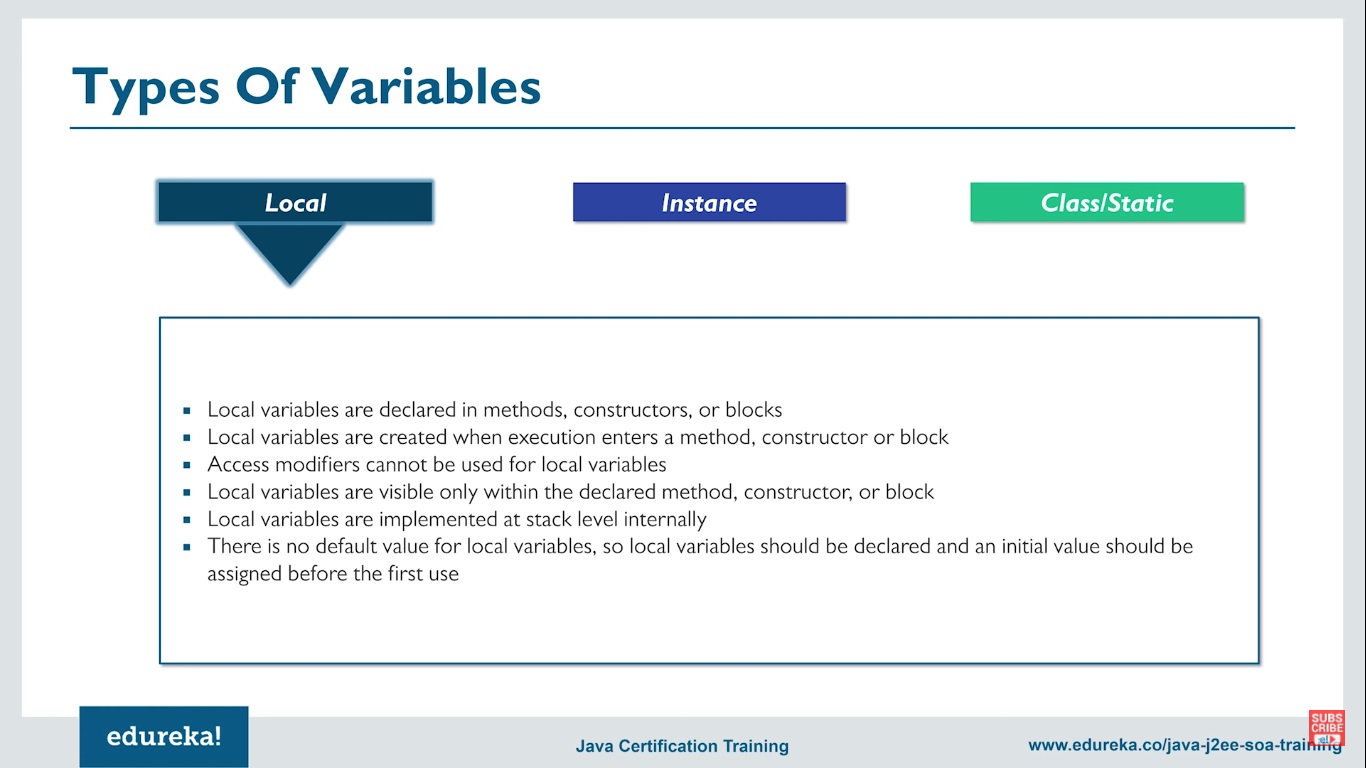 Types Of Variables
Local
Instance
Class/Static
▪ Local variables are declared in methods, constructors, or blocks
▪ Local variables are created when execution enters a method, constructor or block
▪ Access modifiers cannot be used for local variables
▪ Local variables are visible only within the declared method, constructor, or block
▪ Local variables are implemented at stack level internally
▪ There is no default value for local variables, so local variables should be declared and an initial value should be
assigned before the first use
edureka!
Java Certification Training
www.edureka.co/java-j2ee-soa-training
SUBS
CRIBE